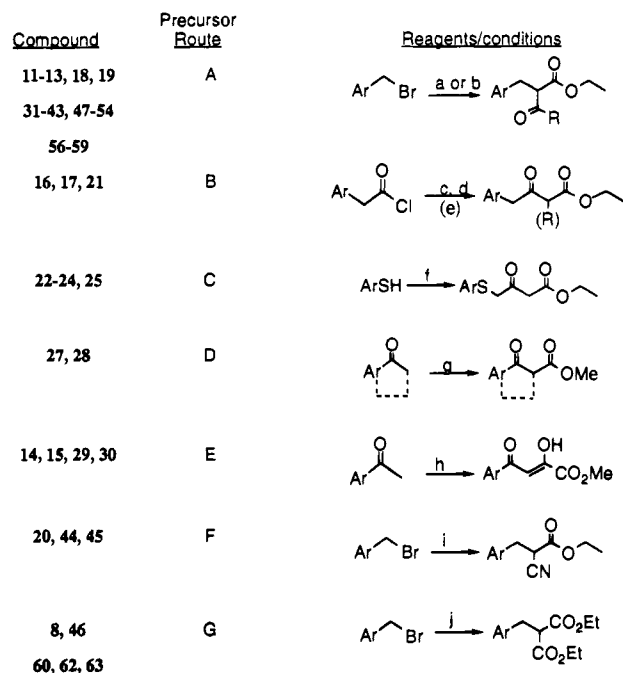 Precursor
Compound Route Reagents/conditions
11-13, 18, 19 A
31-43, 47-54
56-59
Ar Br a or b Ar O O O R
16, 17, 21 B
Ar O Cl c, d (e) Ar O O O (R)
22-24, 25 C
ArSH f ArS O O O
27, 28 D
Ar O g Ar O O OMe
14, 15, 29, 30 E
Ar O h Ar O OH CO2Me
20, 44, 45 F
Ar Br i Ar O O CN
8, 46 G
60, 62, 63
Ar Br j Ar CO2Et CO2Et